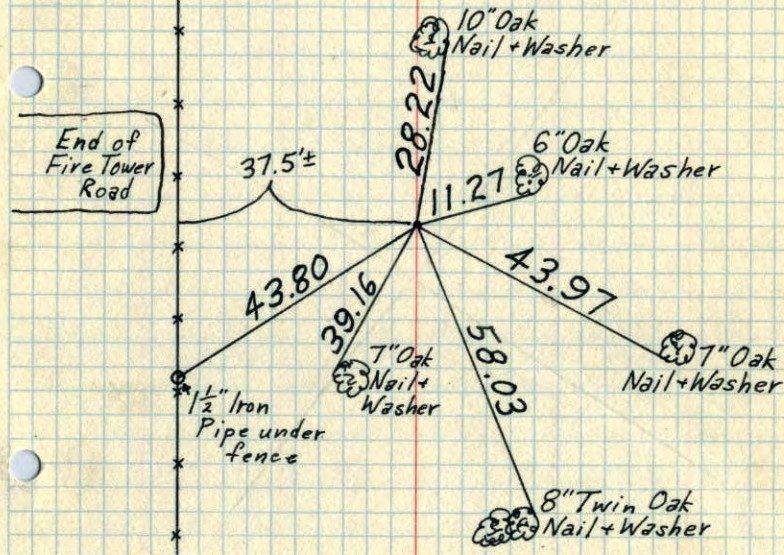 10" Oak
Nail + Washer
28.22
End of
Fire Tower
Road
37.5'±
6" Oak
Nail + Washer
11.27
43.80
39.16
43.97
58.03
7" Oak
Nail +
Washer
7" Oak
Nail + Washer
1 1/2" Iron
Pipe under
fence
8" Twin Oak
Nail + Washer